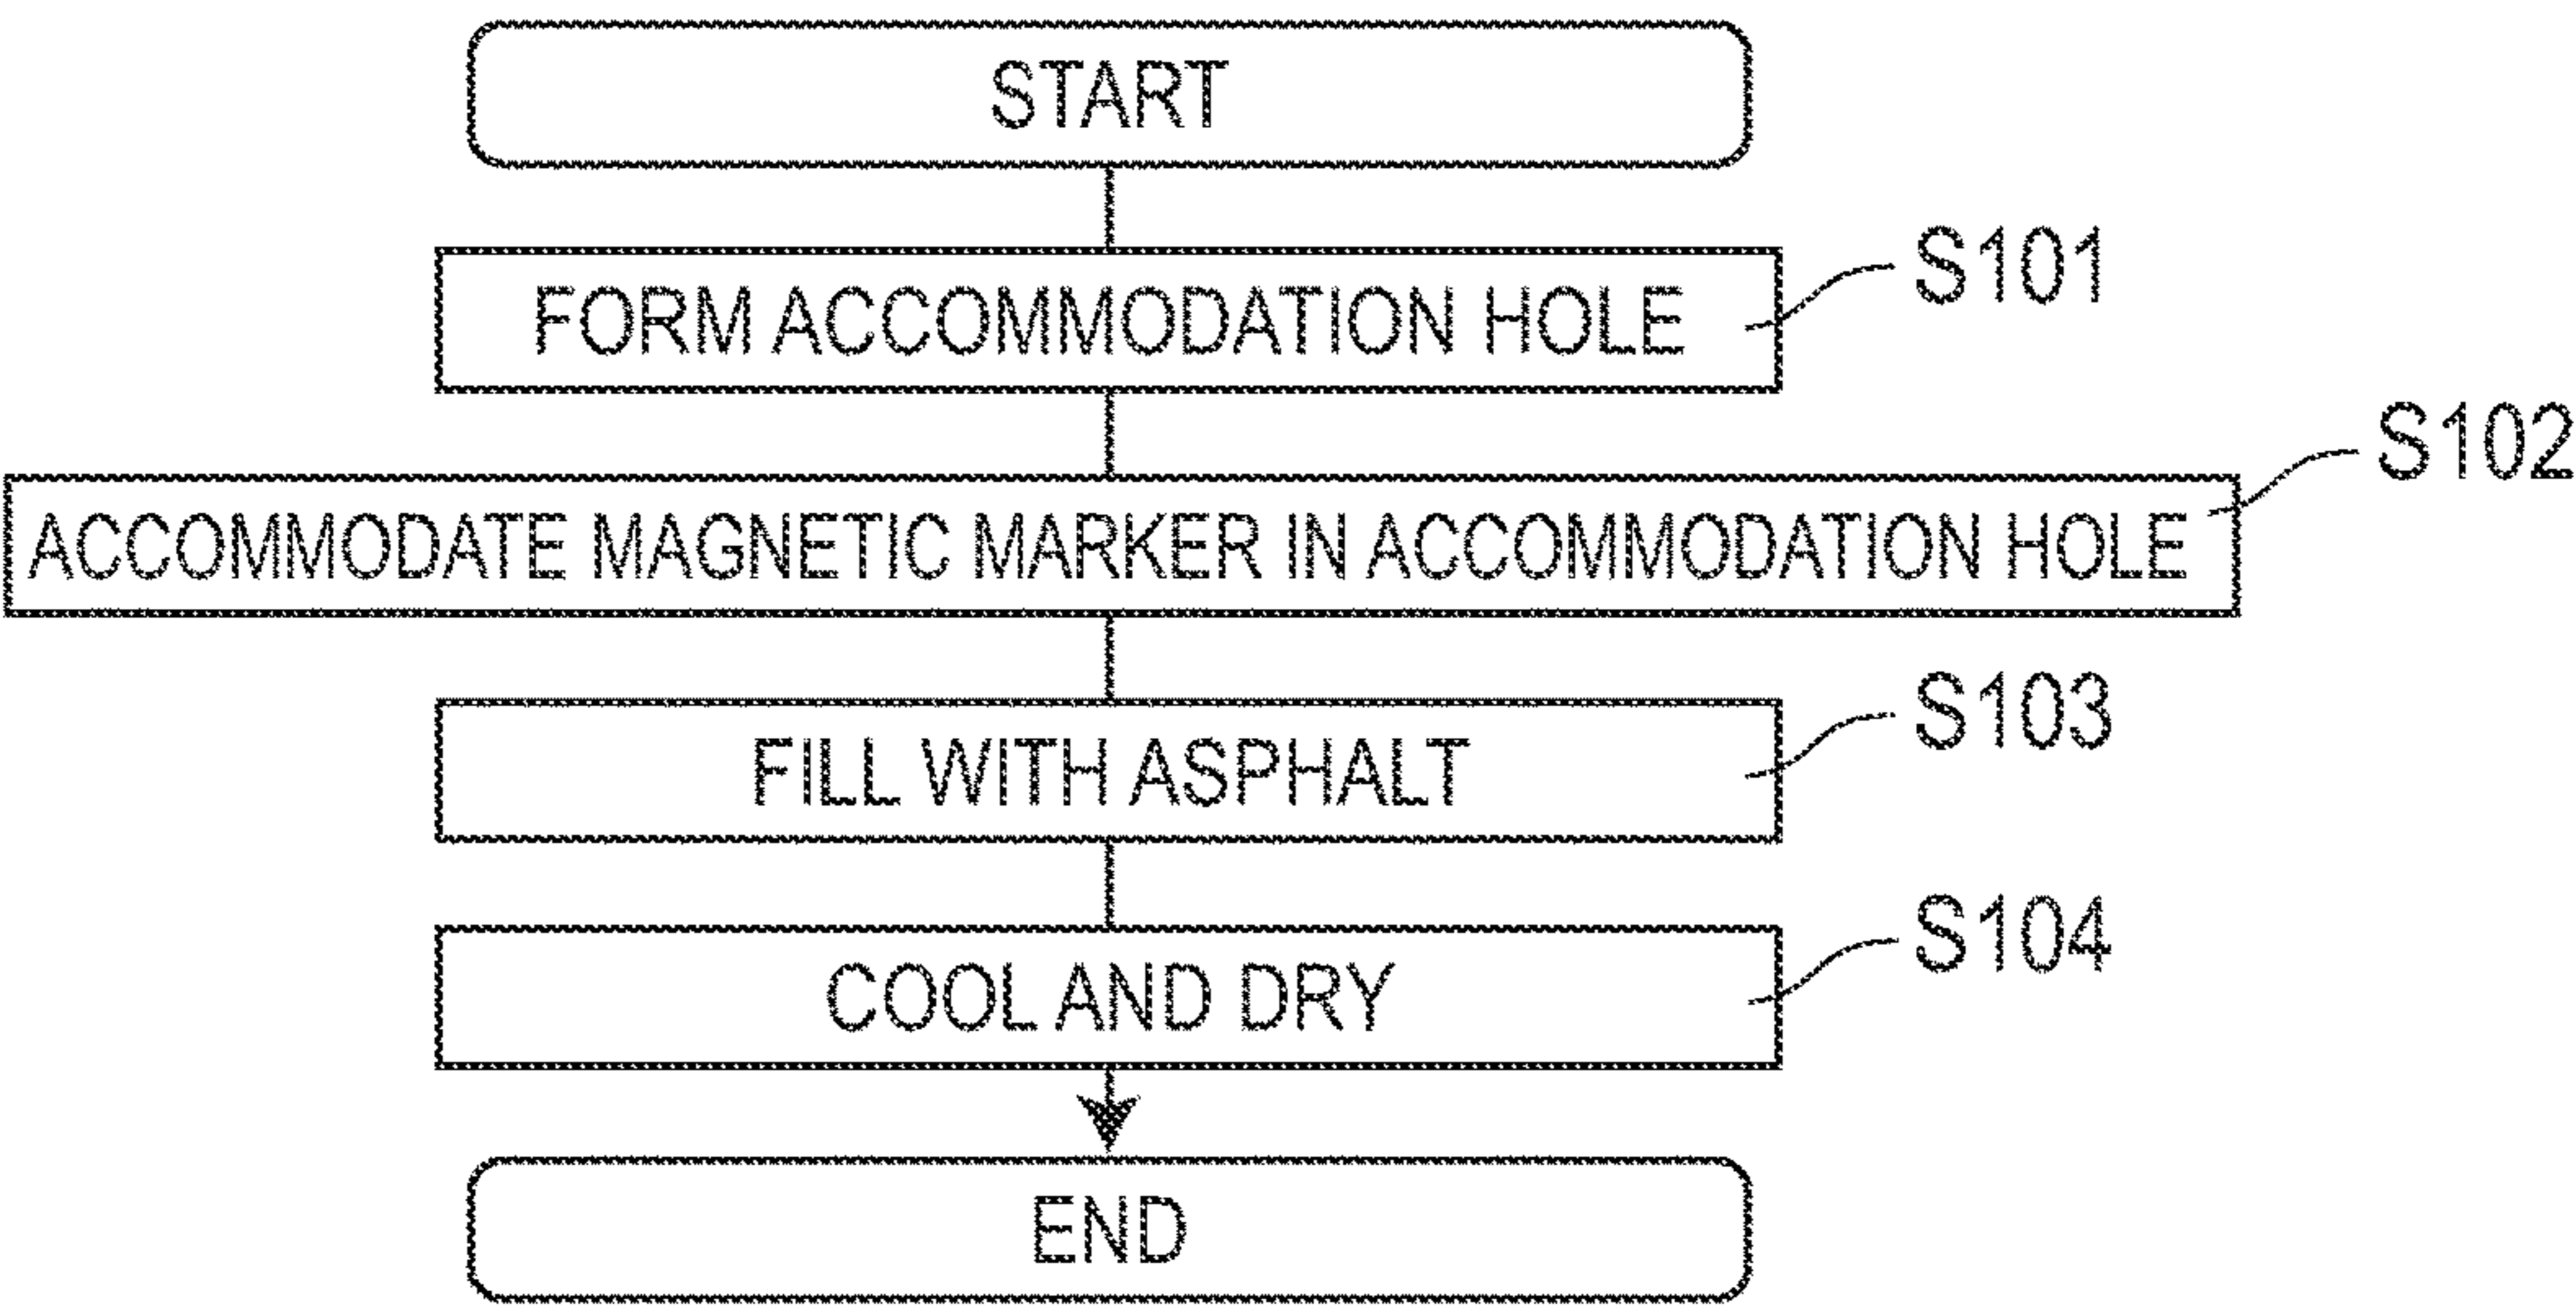 START
FORM ACCOMMODATION HOLE
S101
ACCOMMODATE MAGNETIC MARKER IN ACCOMMODATION HOLE
S102
FILL WITH ASPHALT
S103
COOL AND DRY
S104
END